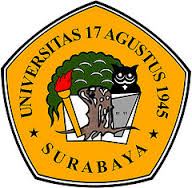 UNIVERSITAS 17 AGUSTUS 1945
★ SURABAYA ★